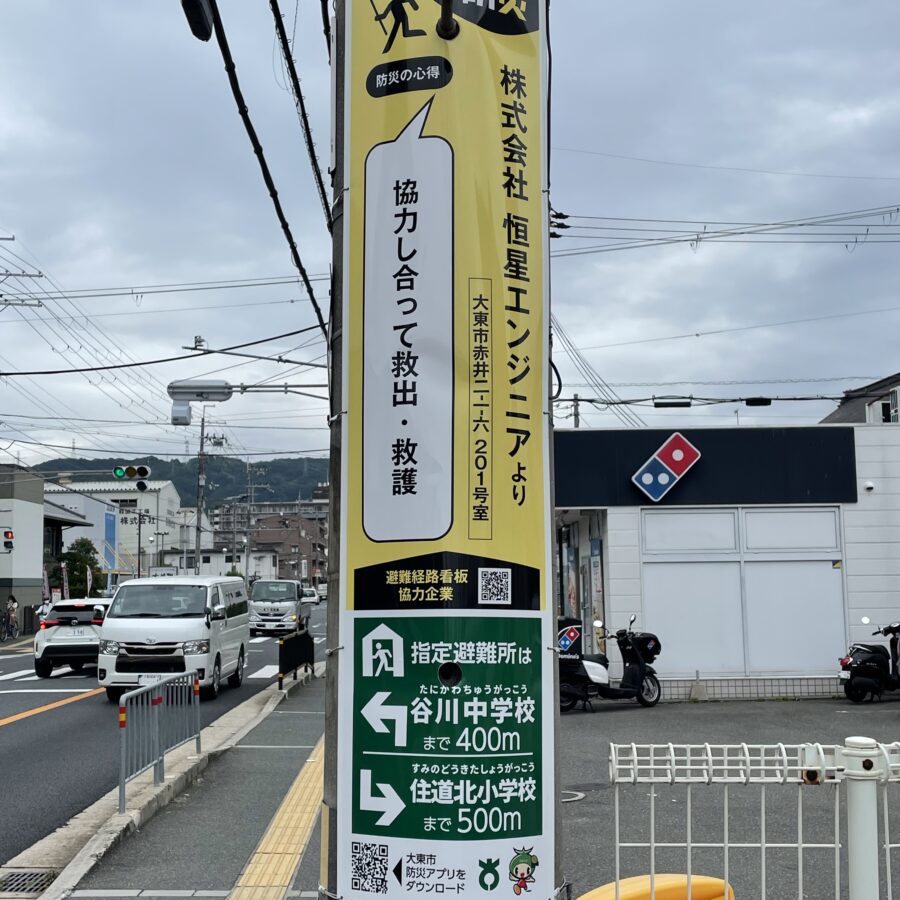 防災
防災の心得
株式会社 恒星エンジニアより
協力し合って救出・救護
大東市赤井二-一-六 201号室
避難経路看板
協力企業
指定避難所は
たにかわちゅうがっこう
谷川中学校
まで400m
すみのどうきたしょうがっこう
住道北小学校
まで500m
大東市
防災アプリを
ダウンロード
株式会社